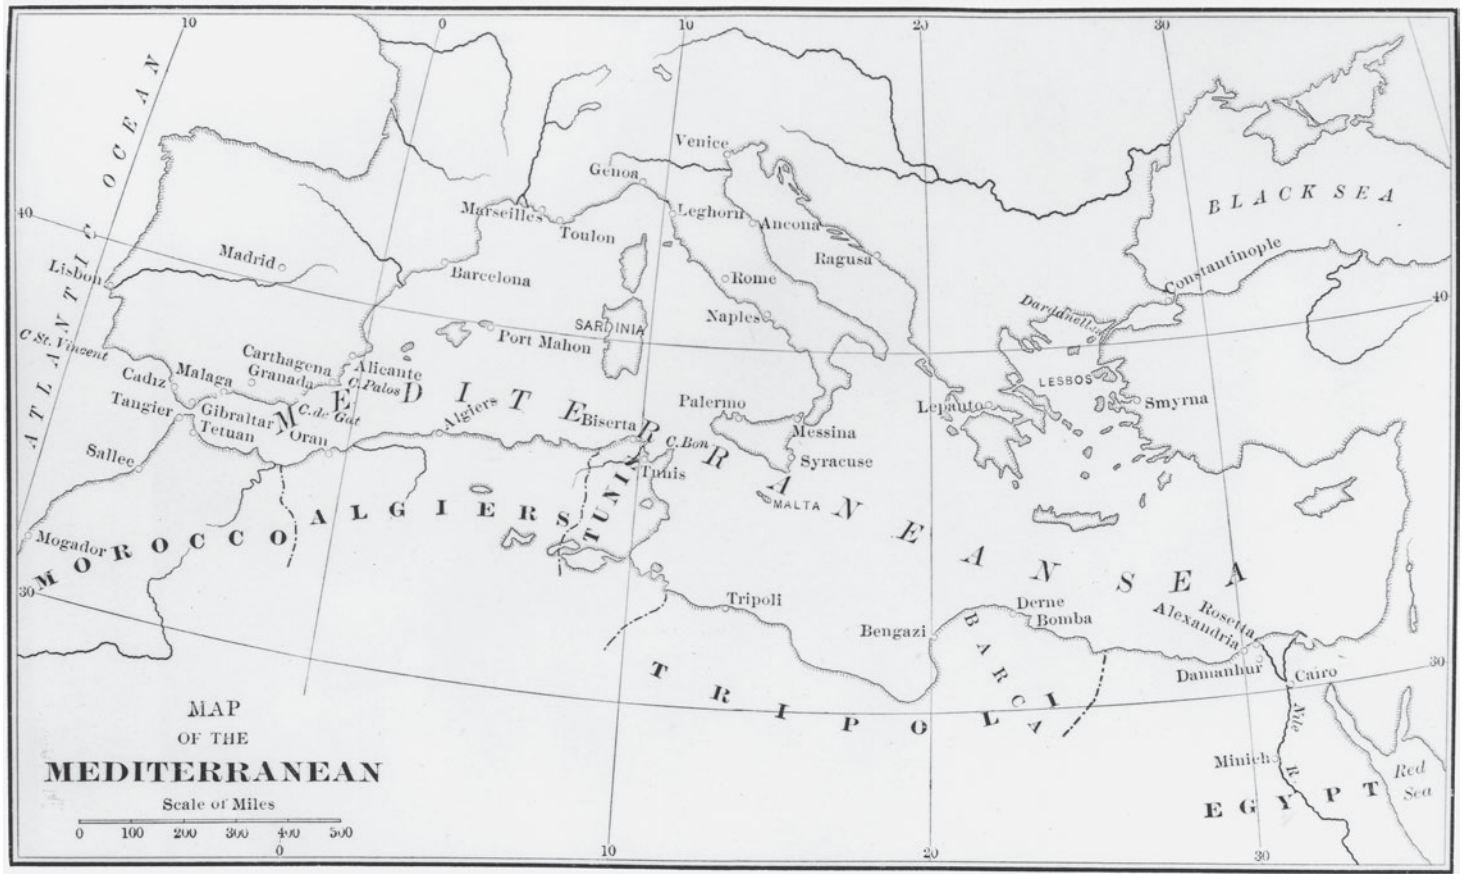 10
0
10
20
30
ATLANTIC OCEAN
40
40
30
30
BLACK SEA
Venice
Genoa
Marseilles
Toulon
Leghorn
Ancona
Ragusa
Madrid
Lisbon
Barcelona
Rome
Constantinople
Dardanelles
SARDINIA
Naples
Port Mahon
C St. Vincent
Carthagena
Alicante
Granada
C. Palos
Cadiz
Malaga
C. de Gat
Tangier
Gibraltar
Tetuan
Oran
Algiers
Sallee
Mogador
MEDITERRANEAN SEA
Biserta
C. Bon
Tunis
Palermo
Messina
Syracuse
MALTA
Lepanto
LESBOS
Smyrna
MOROCCO
ALGIERS
TUNIS
Tripoli
Bengazi
Derne
Bomba
BARCA
TRIPOLI
Rosetta
Alexandria
Damanhur
Cairo
Nile R.
Minieh
EGYPT
Red
Sea
MAP
OF THE
MEDITERRANEAN
Scale of Miles
0 100 200 300 400 500
0
10
20
30